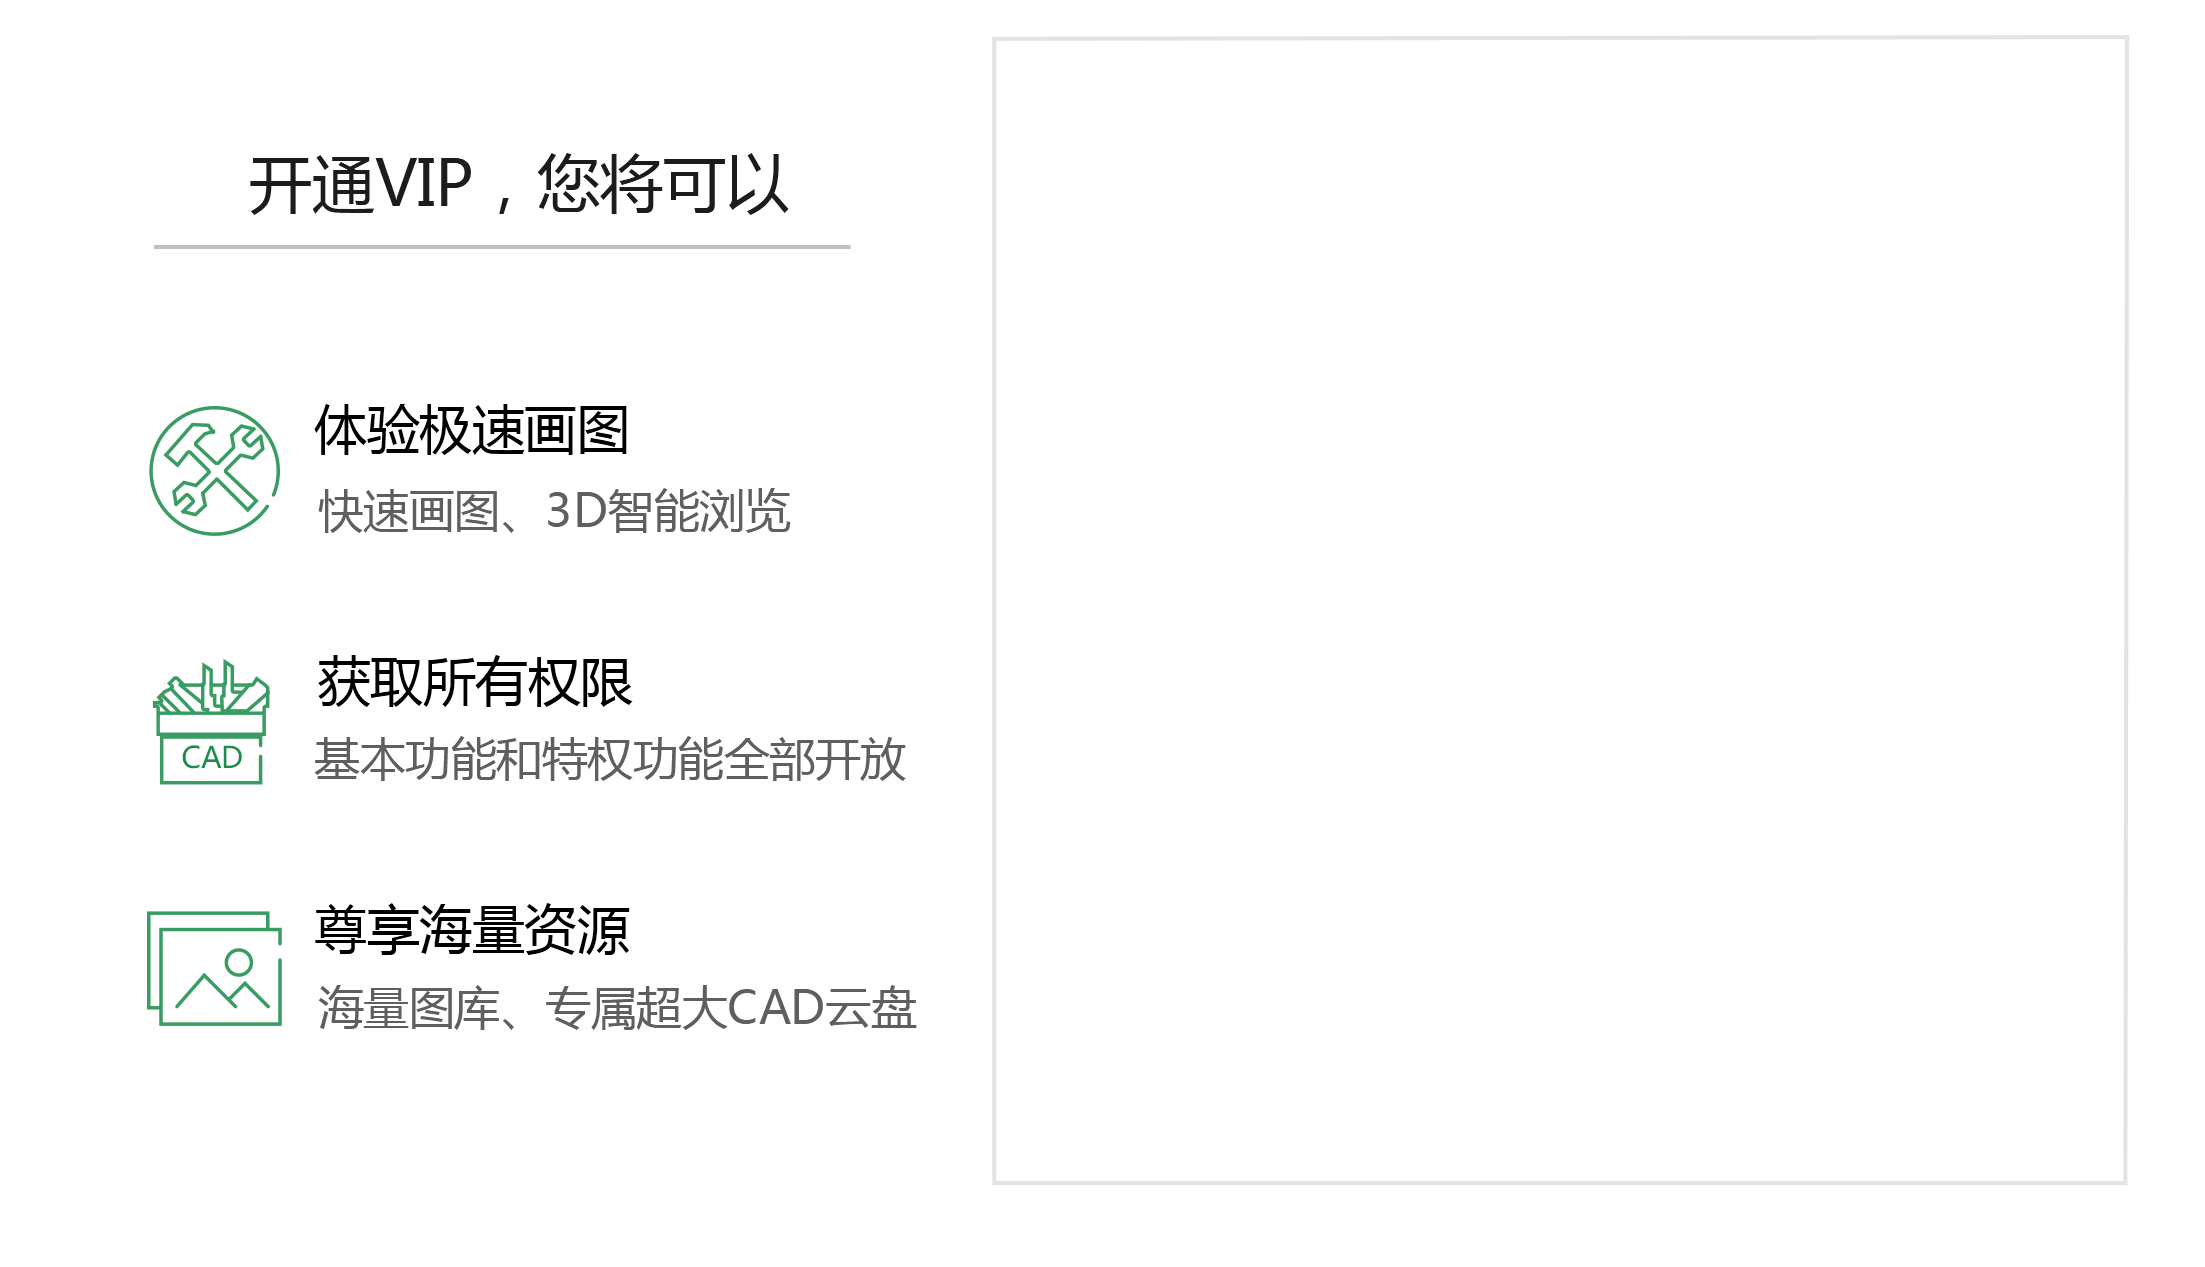 开通VIP，您将可以
体验极速画图
快速画图、3D智能浏览
获取所有权限
CAD
基本功能和特权功能全部开放
尊享海量资源
海量图库、专属超大CAD云盘